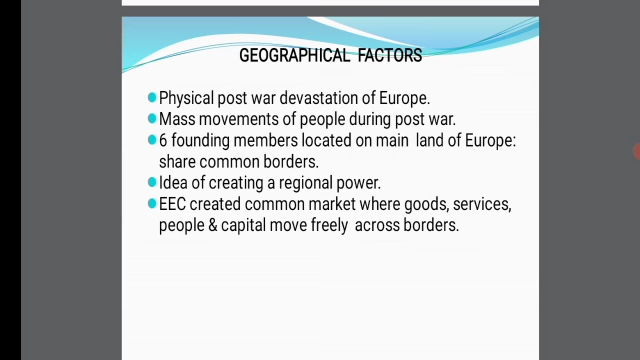 GEOGRAPHICAL FACTORS
Physical post war devastation of Europe.
Mass movements of people during post war.
6 founding members located on main land of Europe:
share common borders.
Idea of creating a regional power.
EEC created common market where goods, services,
people & capital move freely across borders.